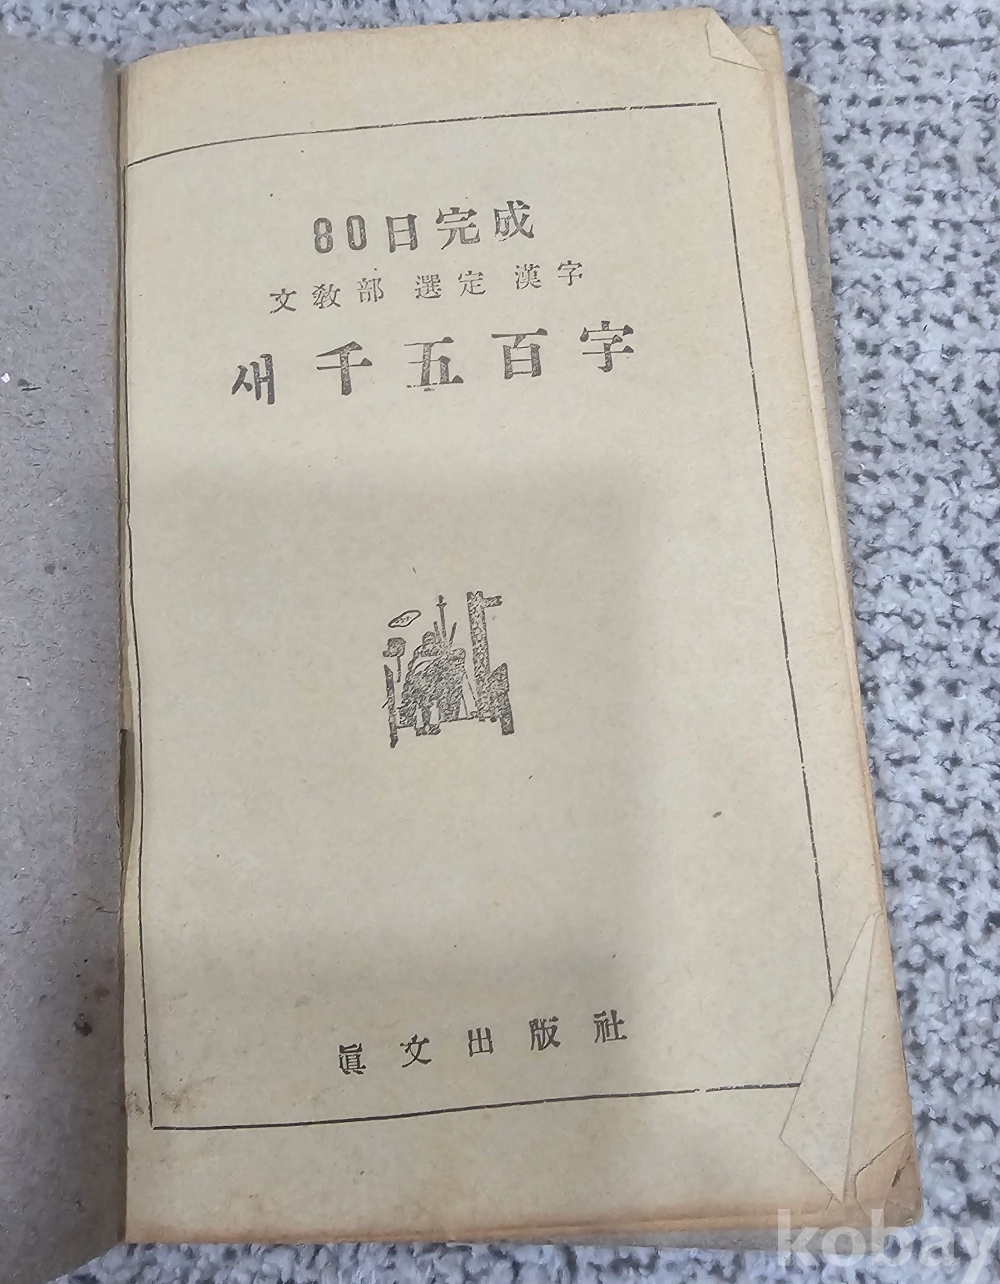 80日完成
文敎部 選定 漢字
새千五百字
眞文出版社
kobay